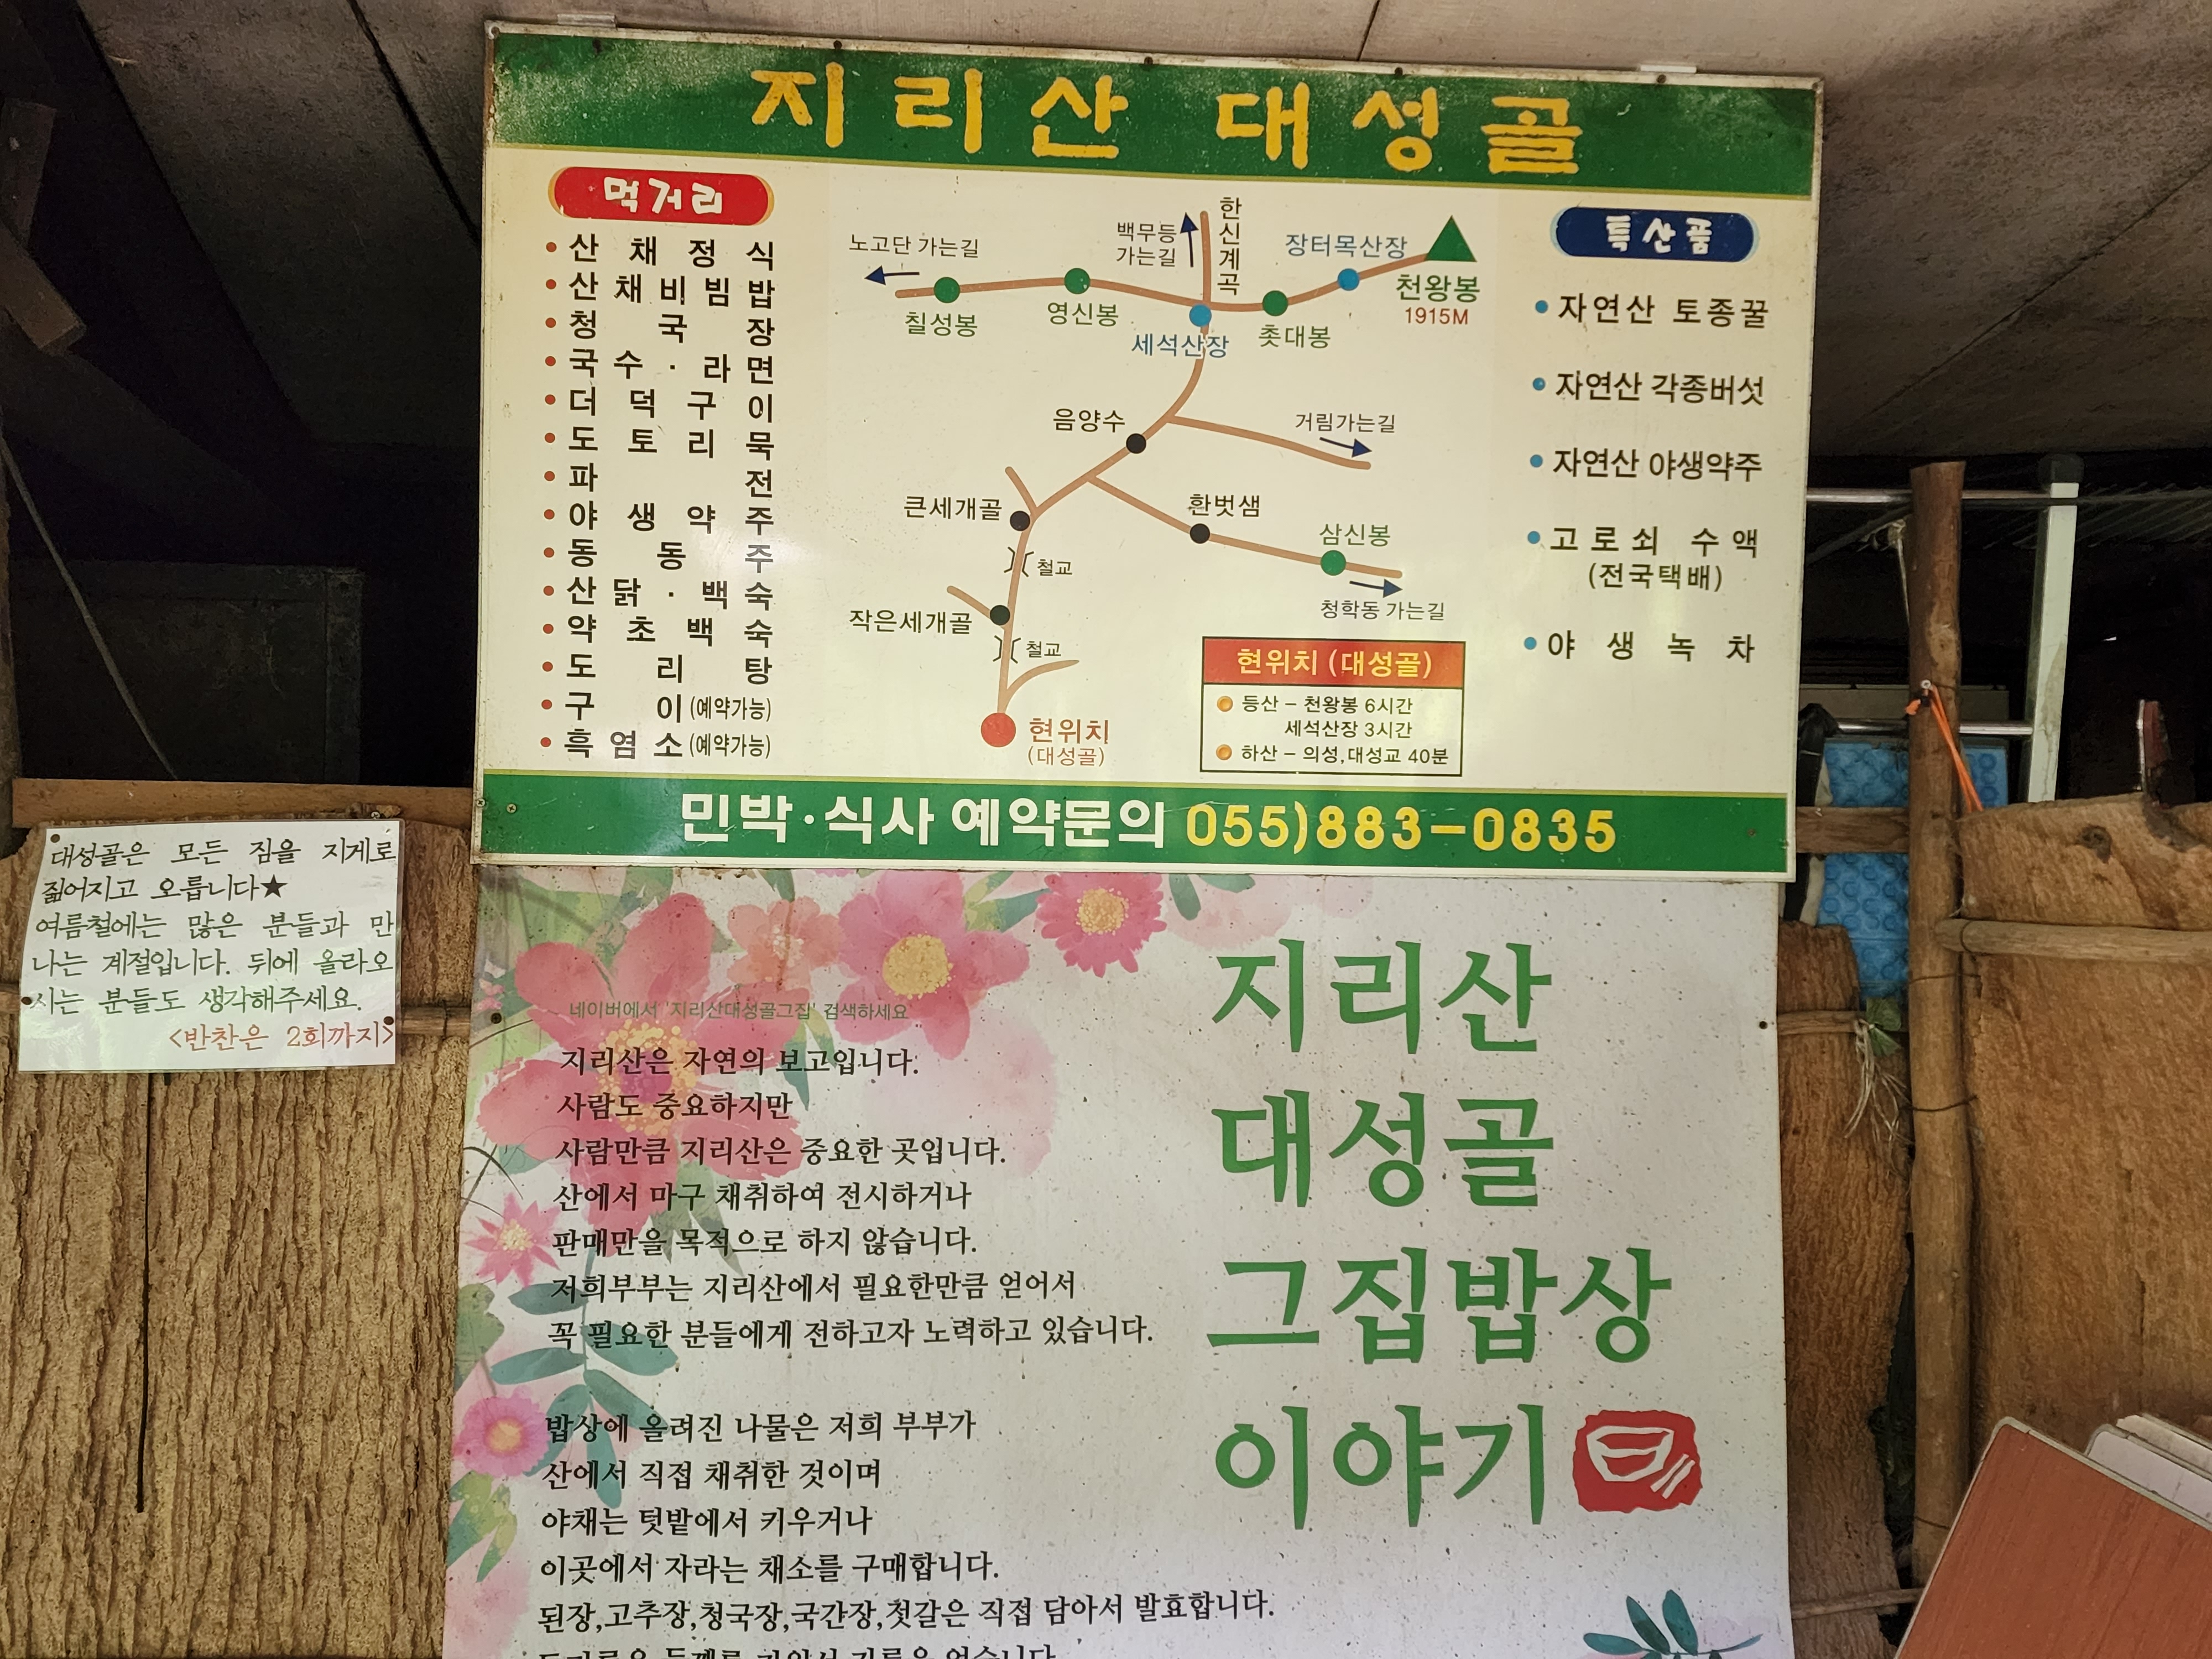 지리산 대성골
먹거리
산채정식
산채비빔밥
청국장
국수·라면
더덕구이
도토리묵
파전
야생약주
동동주
산닭·백숙
약초백숙
도리탕
구이(예약가능)
흑염소(예약가능)
노고단 가는길
백무등
가는길
한신계곡
장터목산장
천왕봉
1915M
칠성봉
영신봉
세석산장
촛대봉
음양수
거림가는길
큰세개골
환벗샘
삼신봉
철교
청학동 가는길
작은세개골
철교
현위치
(대성골)
현위치 (대성골)
등산 – 천왕봉 6시간
세석산장 3시간
하산 – 의성,대성교 40분
특산품
자연산 토종꿀
자연산 각종버섯
자연산 야생약주
고로쇠 수액
(전국택배)
야생녹차
민박·식사 예약문의 055)883-0835
대성골은 모든 짐을 지게로
짊어지고 오릅니다★
여름철에는 많은 분들과 만
나는 계절입니다. 뒤에 올라오
시는 분들도 생각해주세요.
<반찬은 2회까지>
지리산
대성골
그집밥상
이야기
네이버에서 '지리산대성골그집' 검색하세요
지리산은 자연의 보고입니다.
사람도 중요하지만
사람만큼 지리산은 중요한 곳입니다.
산에서 마구 채취하여 전시하거나
판매만을 목적으로 하지 않습니다.
저희부부는 지리산에서 필요한만큼 얻어서
꼭 필요한 분들에게 전하고자 노력하고 있습니다.
밥상에 올려진 나물은 저희 부부가
산에서 직접 채취한 것이며
야채는 텃밭에서 키우거나
이곳에서 자라는 채소를 구매합니다.
된장,고추장,청국장,국간장,젓갈은 직접 담아서 발효합니다.